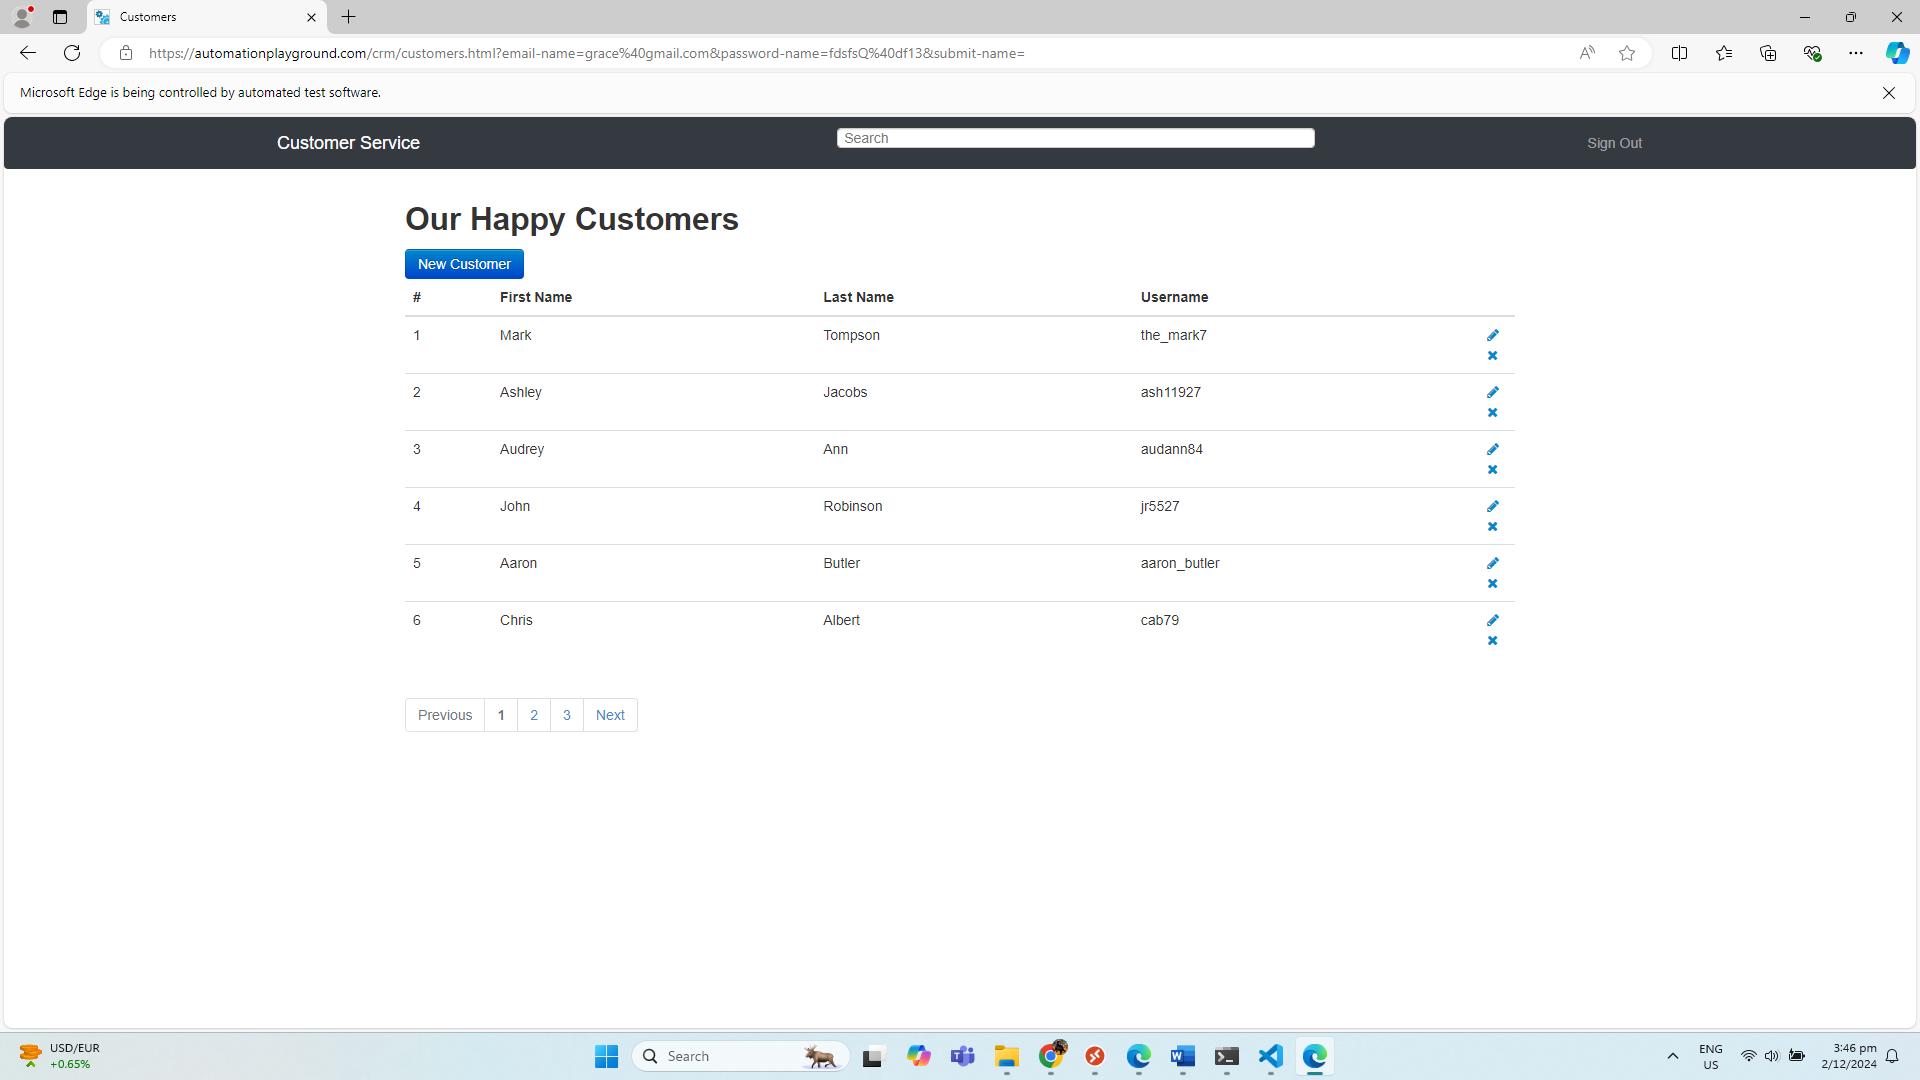 Customers
https://automationplayground.com/crm/customers.html?email-name=grace%40gmail.com&password-name=fdsfsQ%40df13&submit-name=
Microsoft Edge is being controlled by automated test software.
Customer Service Search Sign Out
Our Happy Customers
New Customer
# First Name Last Name Username
1 Mark Tompson the_mark7
2 Ashley Jacobs ash11927
3 Audrey Ann audann84
4 John Robinson jr5527
5 Aaron Butler aaron_butler
6 Chris Albert cab79
Previous 1 2 3 Next
USD/EUR
+0.65%
Search
ENG
US
3:46 pm
2/12/2024